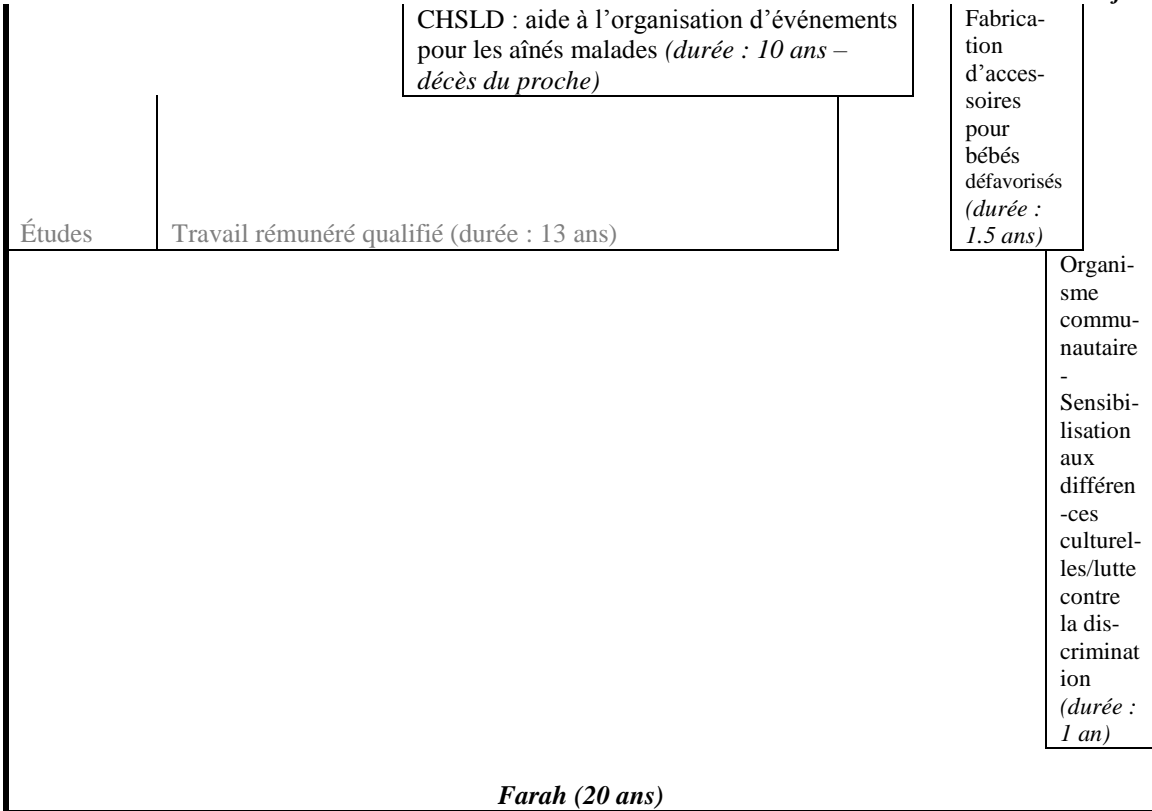 CHSLD : aide à l'organisation d'événements
pour les aînés malades (durée : 10 ans –
décès du proche)
Fabrica-
tion
d'acces-
soires
pour
bébés
défavorisés
(durée :
1.5 ans)
Études
Travail rémunéré qualifié (durée : 13 ans)
Organi-
sme
commu-
nautaire
-
Sensibi-
lisation
aux
différen
-ces
culturel-
les/lutte
contre
la dis-
criminat
ion
(durée :
1 an)
Farah (20 ans)